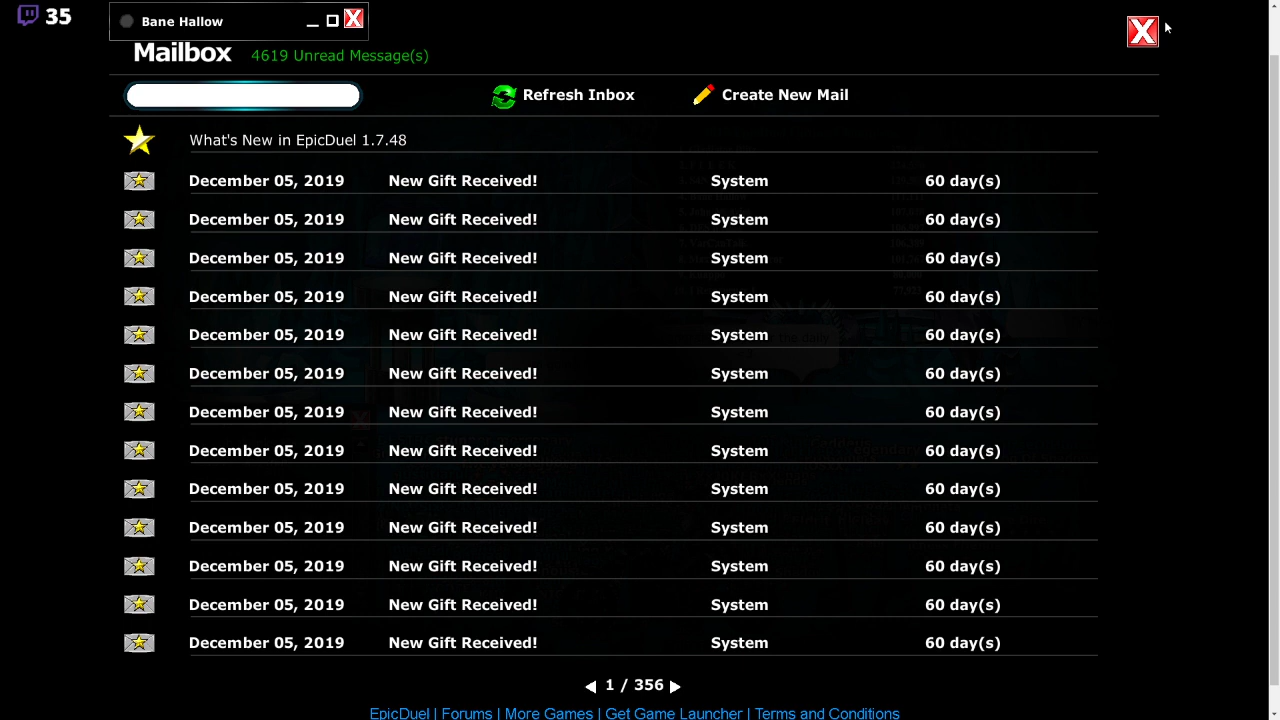 35
Bane Hallow
Mailbox 4619 Unread Message(s)
Refresh Inbox Create New Mail
What's New in EpicDuel 1.7.48
December 05, 2019 New Gift Received! System 60 day(s)
December 05, 2019 New Gift Received! System 60 day(s)
December 05, 2019 New Gift Received! System 60 day(s)
December 05, 2019 New Gift Received! System 60 day(s)
December 05, 2019 New Gift Received! System 60 day(s)
December 05, 2019 New Gift Received! System 60 day(s)
December 05, 2019 New Gift Received! System 60 day(s)
December 05, 2019 New Gift Received! System 60 day(s)
December 05, 2019 New Gift Received! System 60 day(s)
December 05, 2019 New Gift Received! System 60 day(s)
December 05, 2019 New Gift Received! System 60 day(s)
December 05, 2019 New Gift Received! System 60 day(s)
December 05, 2019 New Gift Received! System 60 day(s)
1 / 356
EpicDuel | Forums | More Games | Get Game Launcher | Terms and Conditions